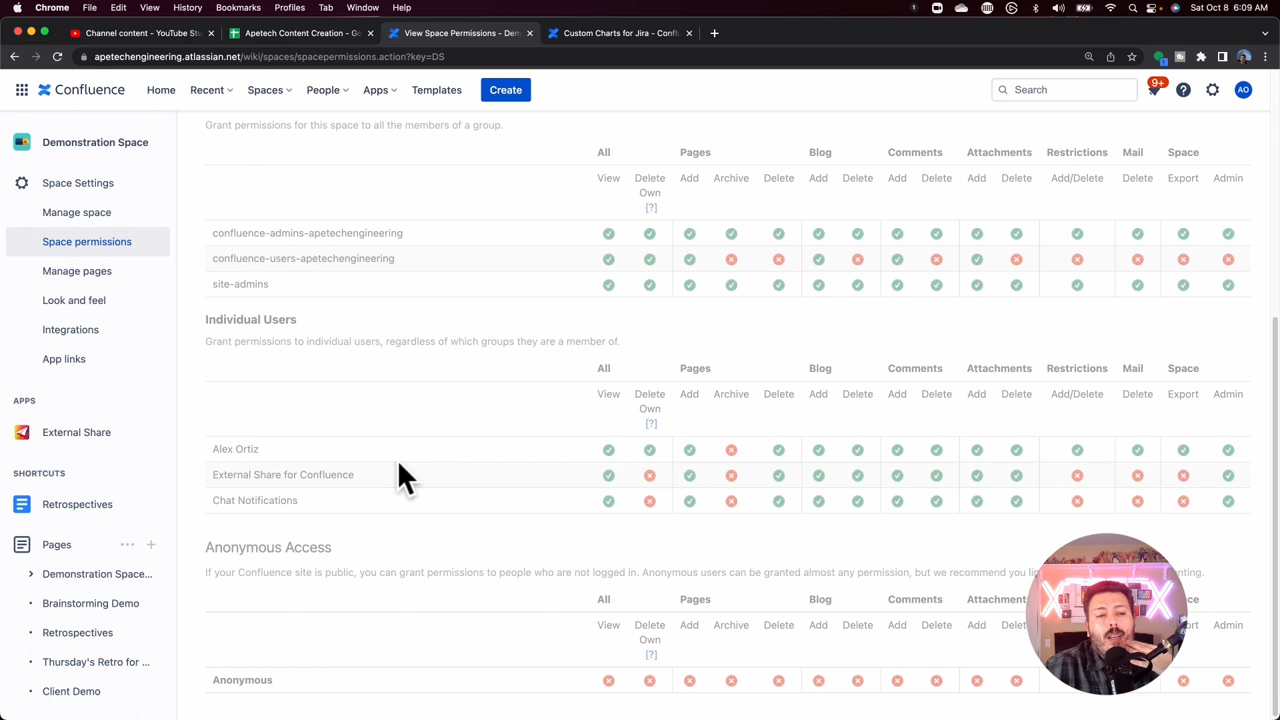 Chrome File Edit View History Bookmarks Profiles Tab Window Help 1 Sat Oct 8 6:09 AM
Channel content - YouTube Stu Apetech Content Creation - Go View Space Permissions - Dem Custom Charts for Jira - Conflu
apetechengineering.atlassian.net/wiki/spaces/spacepermissions.action?key=DS
Confluence Home Recent Spaces People Apps Templates Create Search 9+ AO
Demonstration Space
Space Settings
Manage space
Space permissions
Manage pages
Look and feel
Integrations
App links
APPS
External Share
SHORTCUTS
Retrospectives
Pages
Demonstration Space...
Brainstorming Demo
Retrospectives
Thursday's Retro for ...
Client Demo
Grant permissions for this space to all the members of a group.
All Pages Blog Comments Attachments Restrictions Mail Space
View Delete Own [?] Add Archive Delete Add Delete Add Delete Add Delete Add/Delete Delete Export Admin
confluence-admins-apetechengineering
confluence-users-apetechengineering
site-admins
Individual Users
Grant permissions to individual users, regardless of which groups they are a member of.
All Pages Blog Comments Attachments Restrictions Mail Space
View Delete Own [?] Add Archive Delete Add Delete Add Delete Add Delete Add/Delete Delete Export Admin
Alex Ortiz
External Share for Confluence
Chat Notifications
Anonymous Access
If your Confluence site is public, you can grant permissions to people who are not logged in. Anonymous users can be granted almost any permission, but we recommend you li
All Pages Blog Comments Attachment
View Delete Own [?] Add Archive Delete Add Delete Add Delete Add Admin
Anonymous